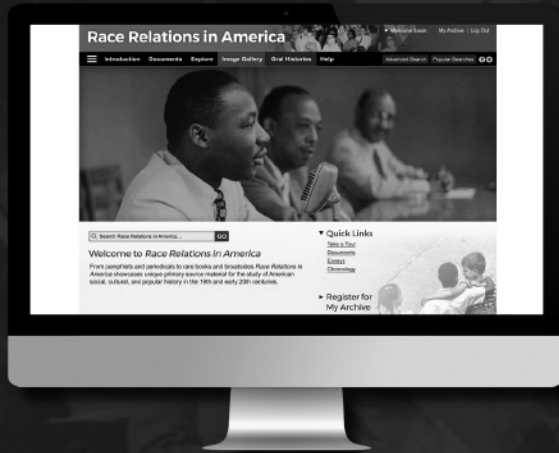 Race Relations in America
Welcome Sarah My Archive | Log Out
Introduction Documents Explore Image Gallery Oral Histories Help Advanced Search Popular Searches
Search Race Relations in America... GO
Welcome to Race Relations in America
From pamphlets and periodicals to rare books and broadsides Race Relations in
America showcases unique primary source material for the study of American
social, cultural, and popular history in the 19th and early 20th centuries.
Quick Links
Take a Tour
Documents
Essays
Chronology
Register for
My Archive